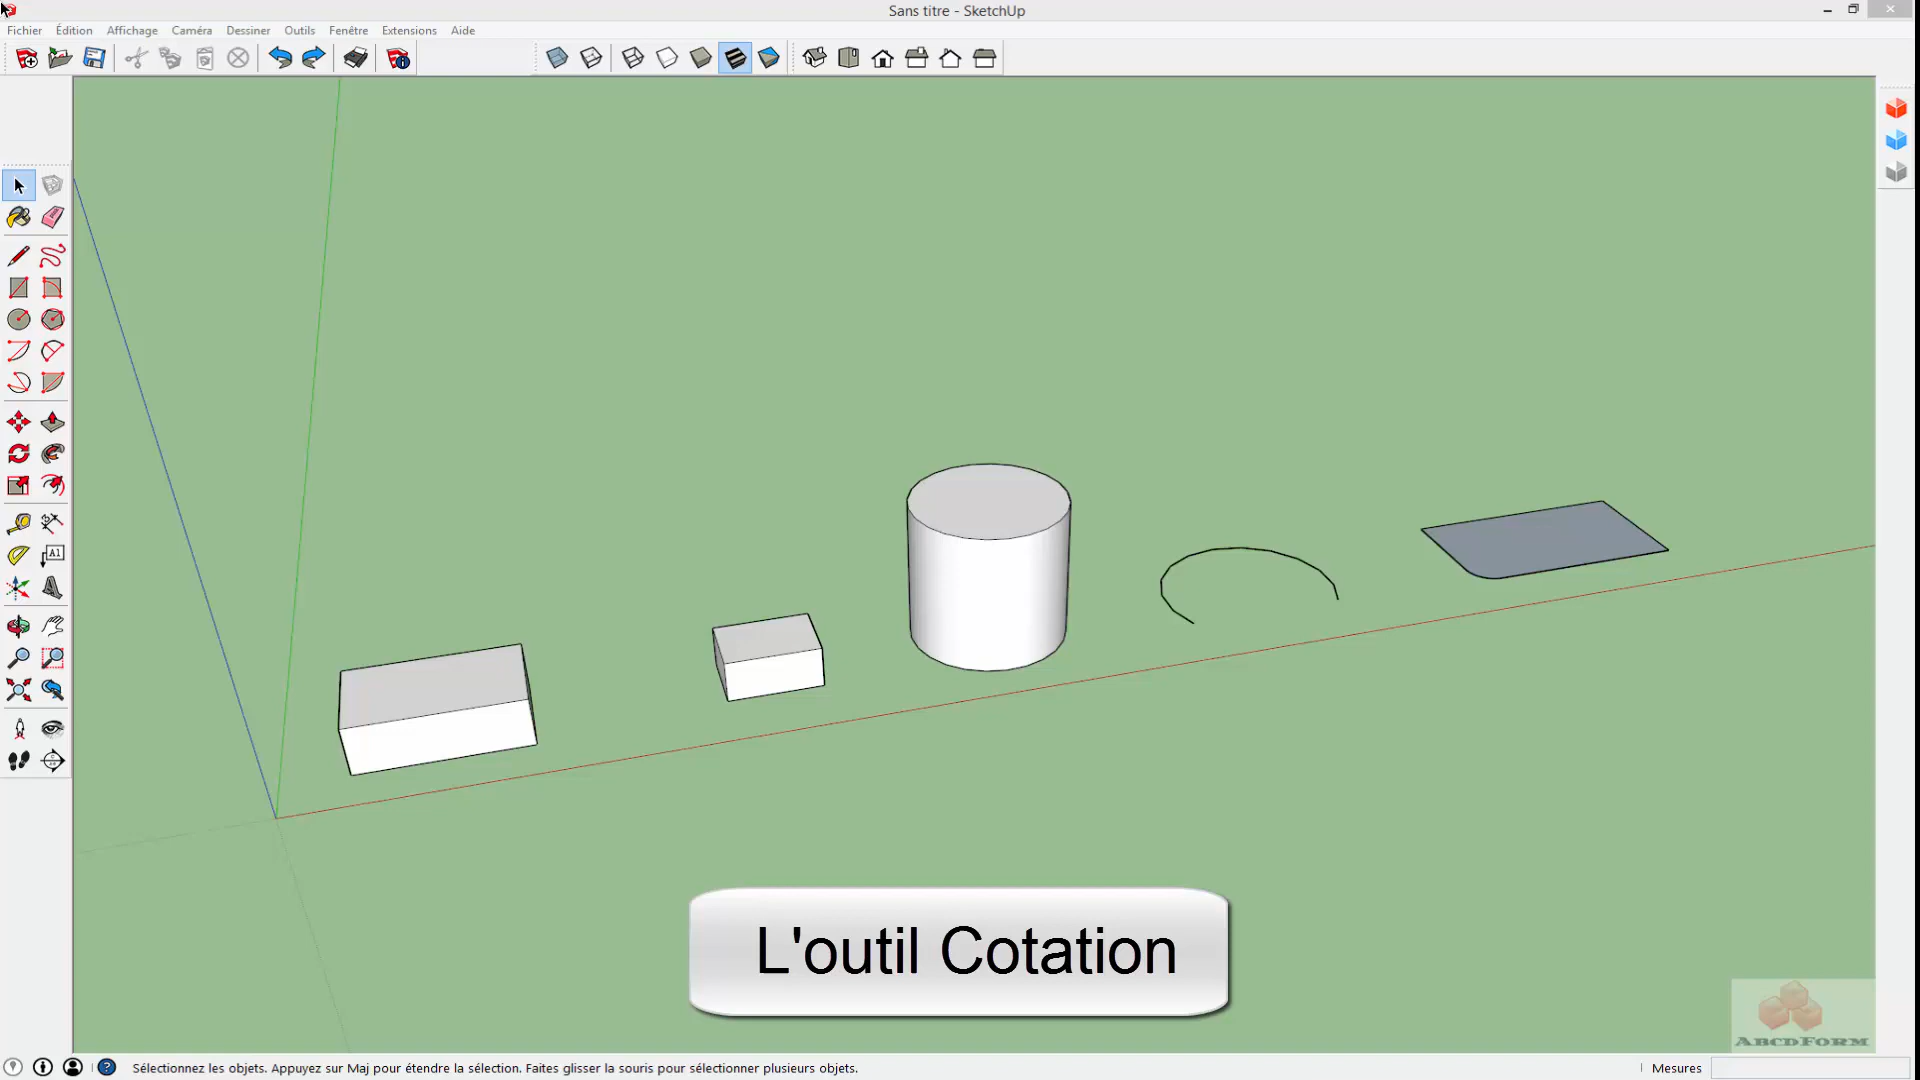 Sans titre - SketchUp
Fichier Édition Affichage Caméra Dessiner Outils Fenêtre Extensions Aide
A1
L'outil Cotation
ABCDFORM
Sélectionnez les objets. Appuyez sur Maj pour étendre la sélection. Faites glisser la souris pour sélectionner plusieurs objets.
Mesures